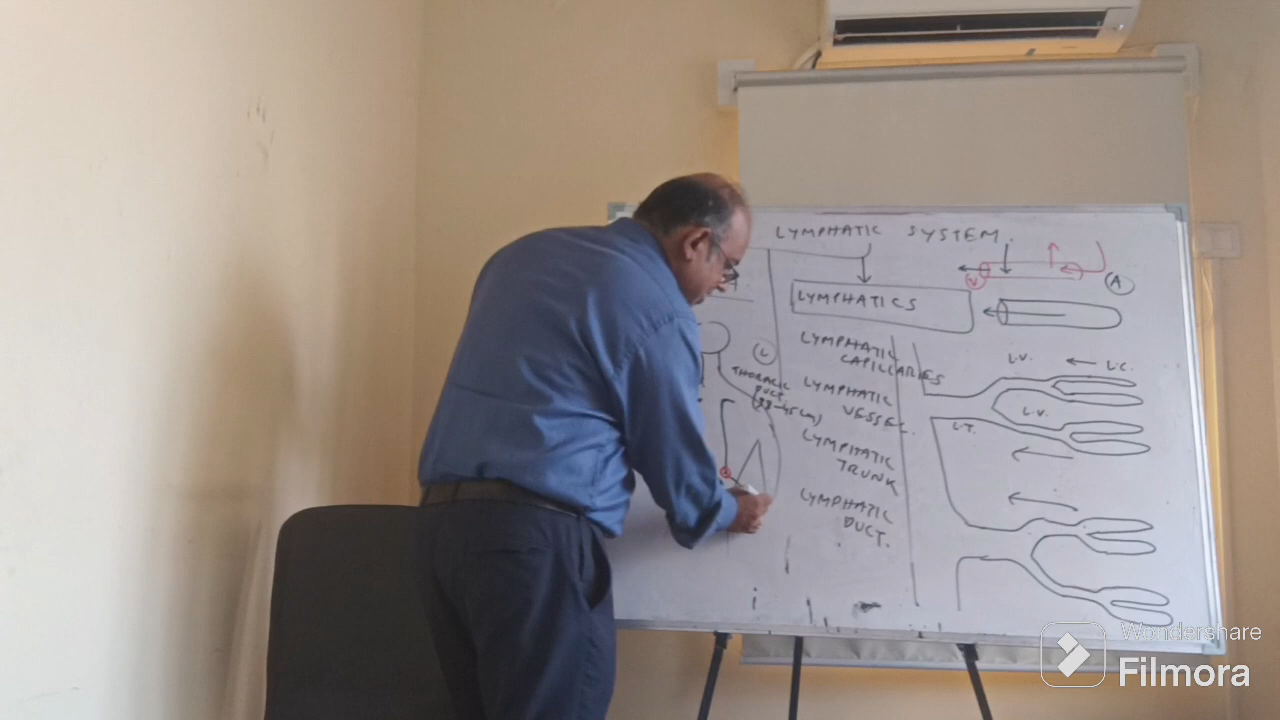 LYMPHATIC SYSTEM.
V
A
LYMPHATICS
L
THORACIC
DUCT.
LYMPHATIC
CAPILLARIES
LYMPHATIC
VESSEL.
LYMPHATIC
TRUNK
LYMPHATIC
DUCT.
L.V.
L.C.
L.V.
L.T.
Wondershare
Filmora